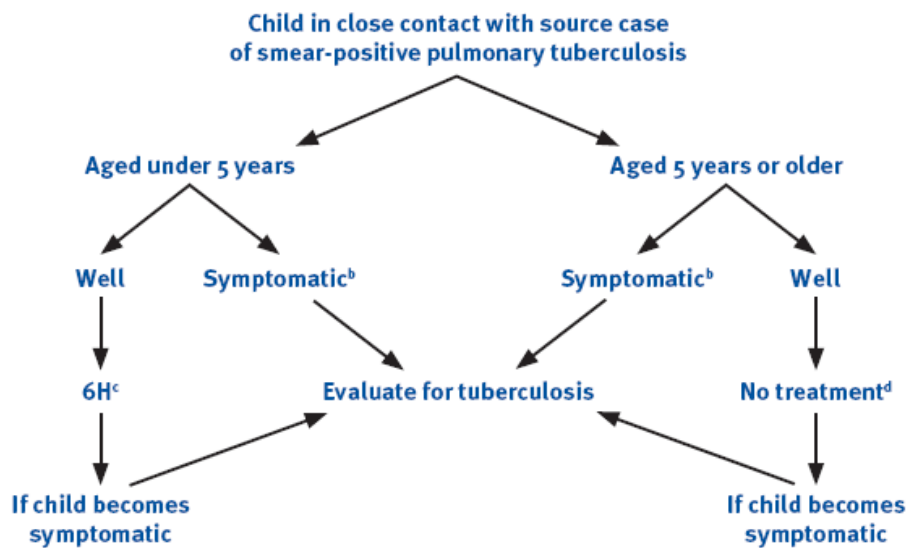 Child in close contact with source case
of smear-positive pulmonary tuberculosis
Aged under 5 years
Aged 5 years or older
Well
Symptomaticᵇ
Symptomaticᵇ
Well
6Hᶜ
Evaluate for tuberculosis
No treatmentᵈ
If child becomes
symptomatic
If child becomes
symptomatic